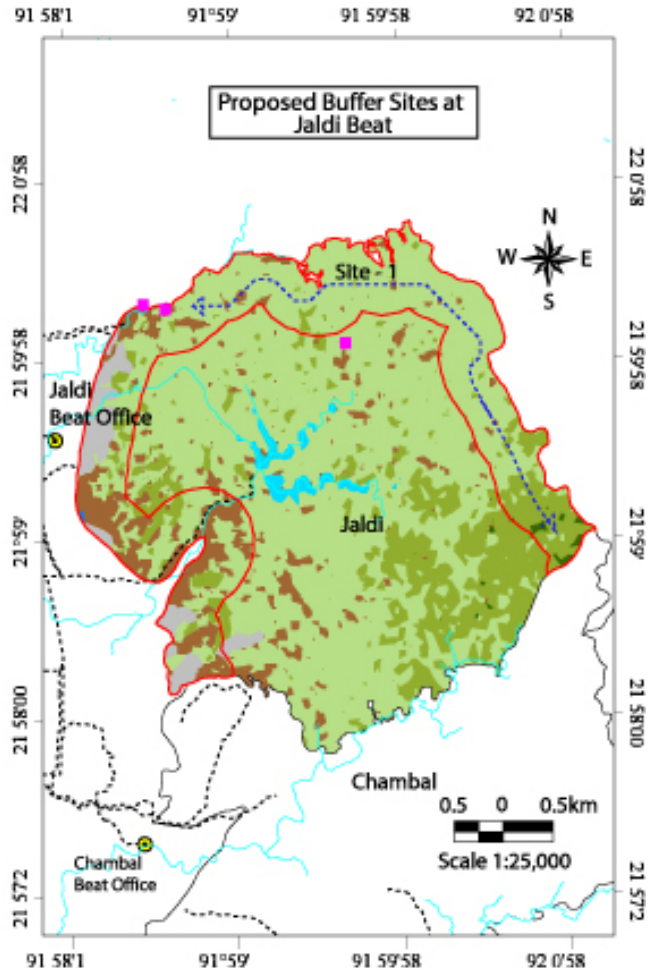 91 58'1 91°59 91 59'58 92 0'58
Proposed Buffer Sites at
Jaldi Beat
22 0'58
22 0'58
N
W E
S
Site - 1
21 59'58
21 59'58
Jaldi
Beat Office
Jaldi
21°59'
21°59'
21 58'00
21 58'00
Chambal
0.5 0 0.5km
Scale 1:25,000
Chambal
Beat Office
21 57'2
21 57'2
91 58'1 91°59 91 59'58 92 0'58